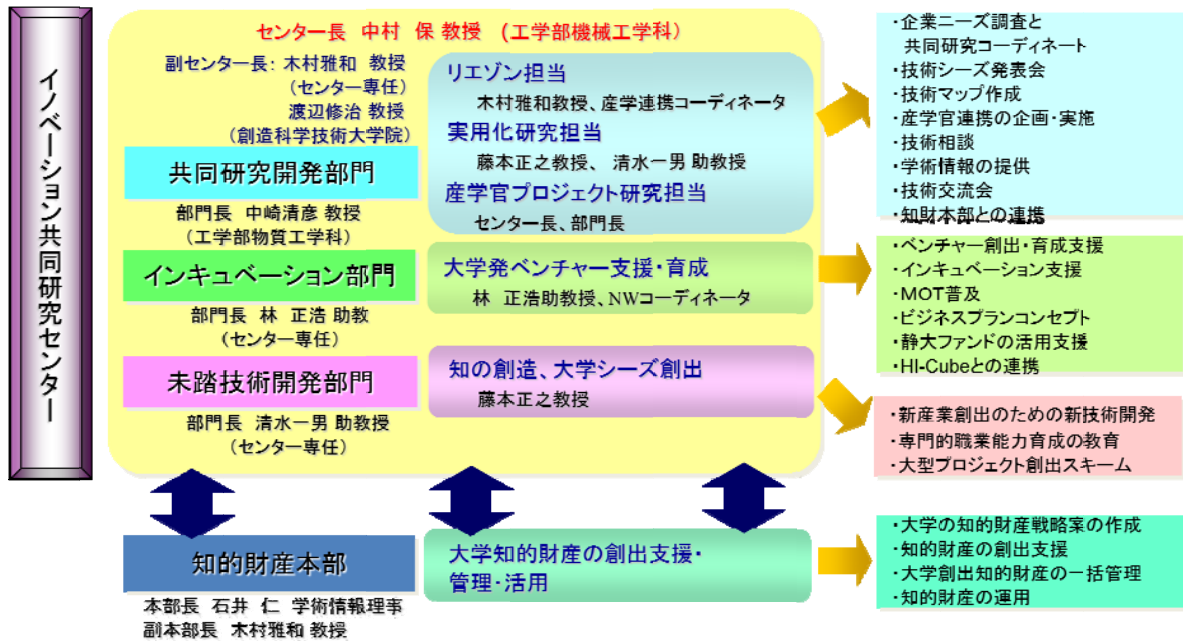 イノベーション共同研究センター
センター長 中村 保 教授 (工学部機械工学科)
副センター長: 木村雅和 教授
(センター専任)
渡辺修治 教授
(創造科学技術大学院)
共同研究開発部門
部門長 中崎清彦 教授
(工学部物質工学科)
インキュベーション部門
部門長 林 正浩 助教
(センター専任)
未踏技術開発部門
部門長 清水一男 助教授
(センター専任)
リエゾン担当
木村雅和教授、産学連携コーディネータ
実用化研究担当
藤本正之教授、 清水一男 助教授
産学官プロジェクト研究担当
センター長、部門長
大学発ベンチャー支援・育成
林 正浩助教授、NWコーディネータ
知の創造、大学シーズ創出
藤本正之教授
・企業ニーズ調査と
共同研究コーディネート
・技術シーズ発表会
・技術マップ作成
・産学官連携の企画・実施
・技術相談
・学術情報の提供
・技術交流会
・知財本部との連携
・ベンチャー創出・育成支援
・インキュベーション支援
・MOT普及
・ビジネスプランコンセプト
・静大ファンドの活用支援
・HI-Cubeとの連携
・新産業創出のための新技術開発
・専門的職業能力育成の教育
・大型プロジェクト創出スキーム
知的財産本部
本部長 石井 仁 学術情報理事
副本部長 木村雅和 教授
大学知的財産の創出支援・
管理・活用
・大学の知的財産戦略案の作成
・知的財産の創出支援
・大学創出知的財産の一括管理
・知的財産の運用